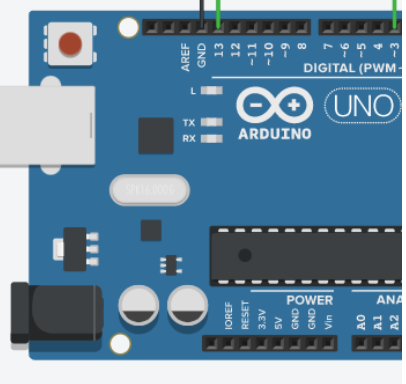 AREF
GND
13
12
~11
~10
~9
8
7
~6
~5
4
~3
DIGITAL (PWM~
L
TX
RX
UNO
ARDUINO
POWER
ANA
IOREF
RESET
3.3V
5V
GND
GND
Vin
A0
A1
A2